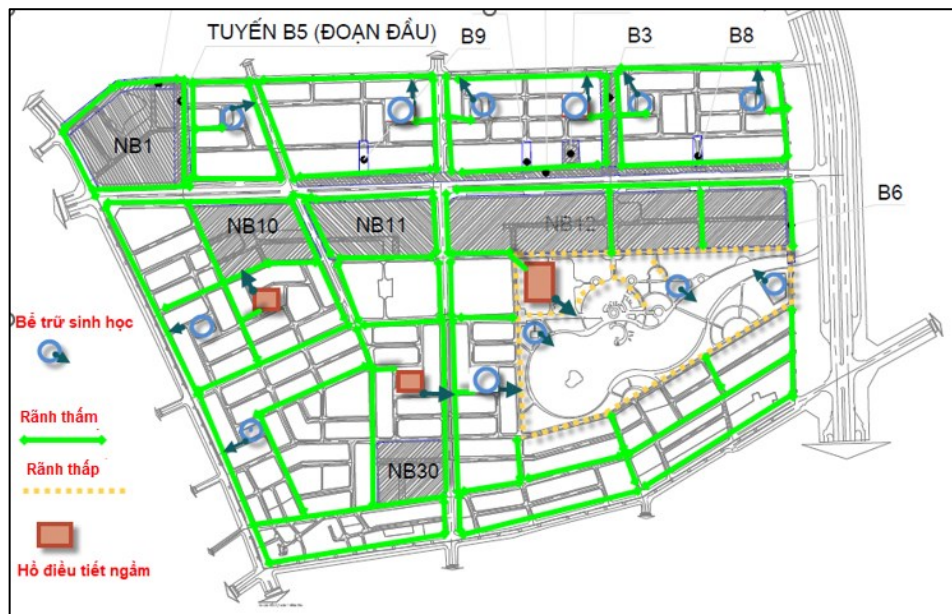 TUYẾN B5 (ĐOẠN ĐẦU)
B9
B3
B8
NB1
B6
NB10
NB11
NB12
Bể trữ sinh học
Rãnh thấm
Rãnh thấp
NB30
Hồ điều tiết ngầm